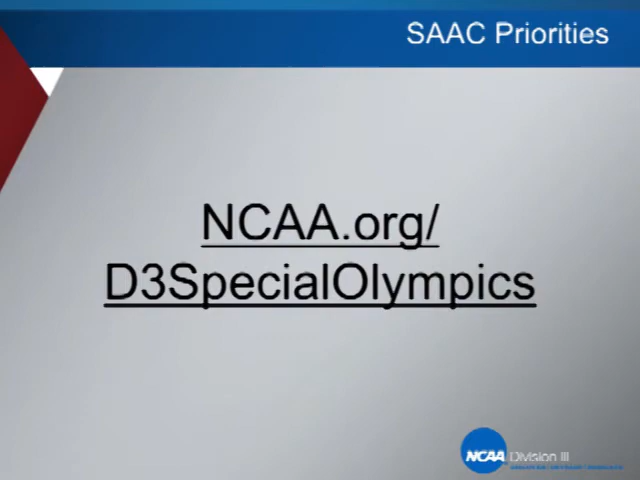 SAAC Priorities
NCAA.org/
D3SpecialOlympics
NCAA Division III